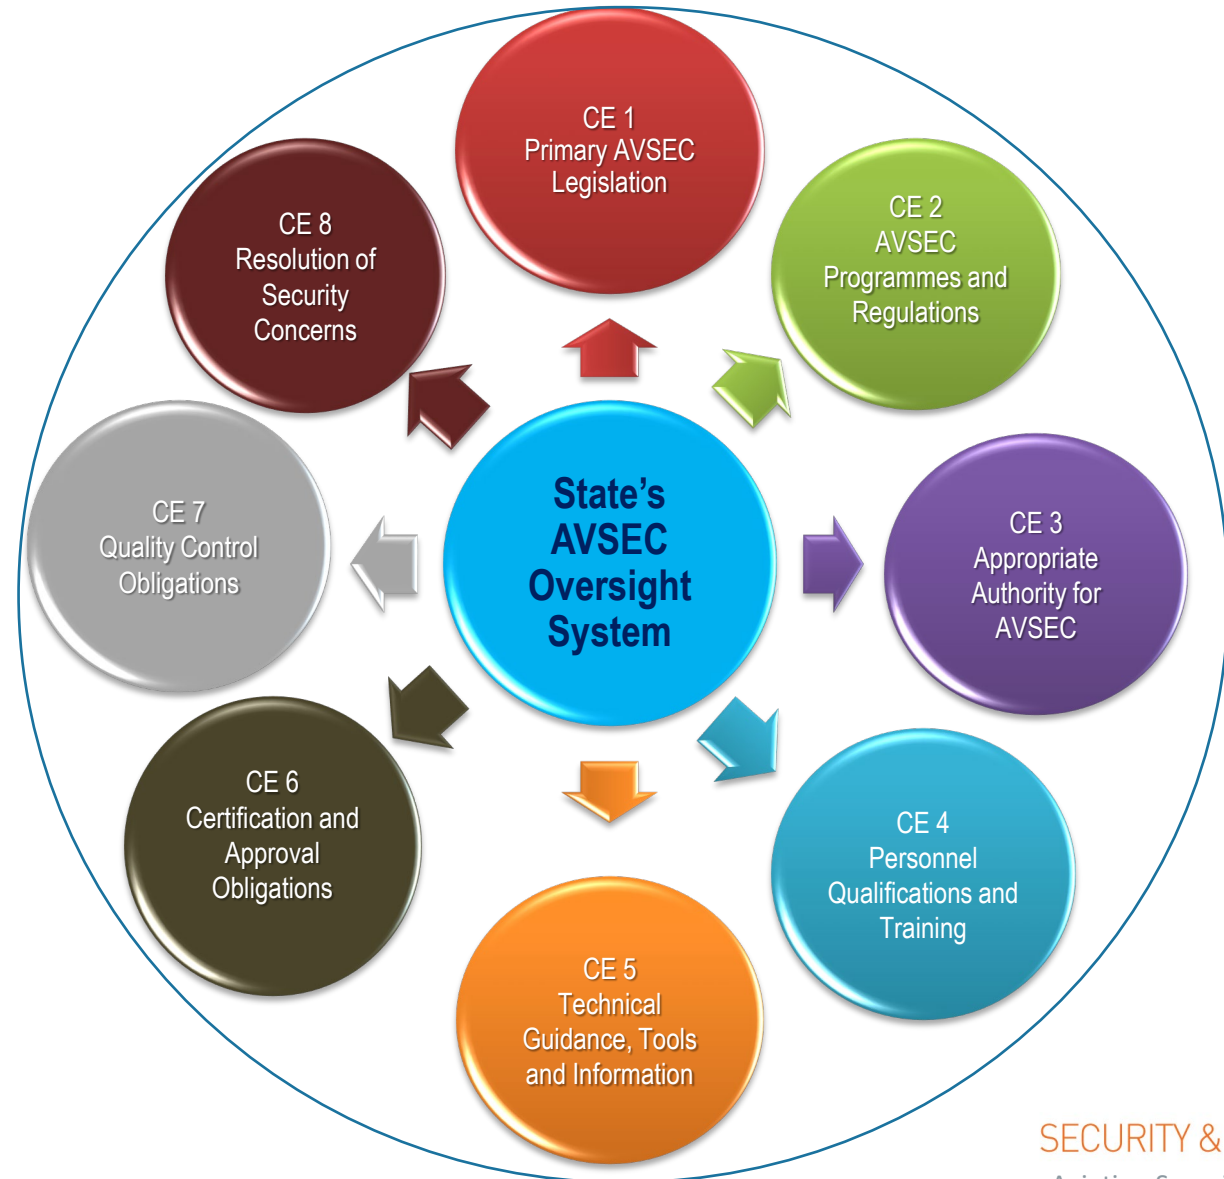 CE 1
Primary AVSEC
Legislation
CE 2
AVSEC
Programmes and
Regulations
CE 3
Appropriate
Authority for
AVSEC
CE 4
Personnel
Qualifications and
Training
CE 5
Technical
Guidance, Tools
and Information
CE 6
Certification and
Approval
Obligations
CE 7
Quality Control
Obligations
CE 8
Resolution of
Security
Concerns
State's
AVSEC
Oversight
System
SECURITY &